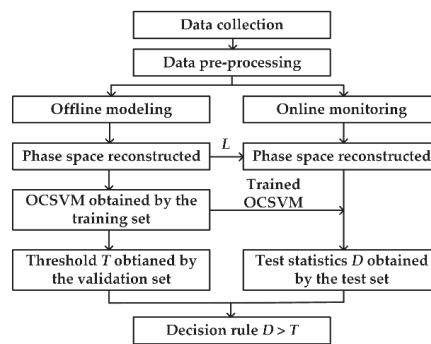 Data collection
Data pre-processing
Offline modeling
Online monitoring
Phase space reconstructed
L
Phase space reconstructed
OCSVM obtained by the
training set
Trained
OCSVM
Threshold T obtianed by
the validation set
Test statistics D obtained
by the test set
Decision rule D > T